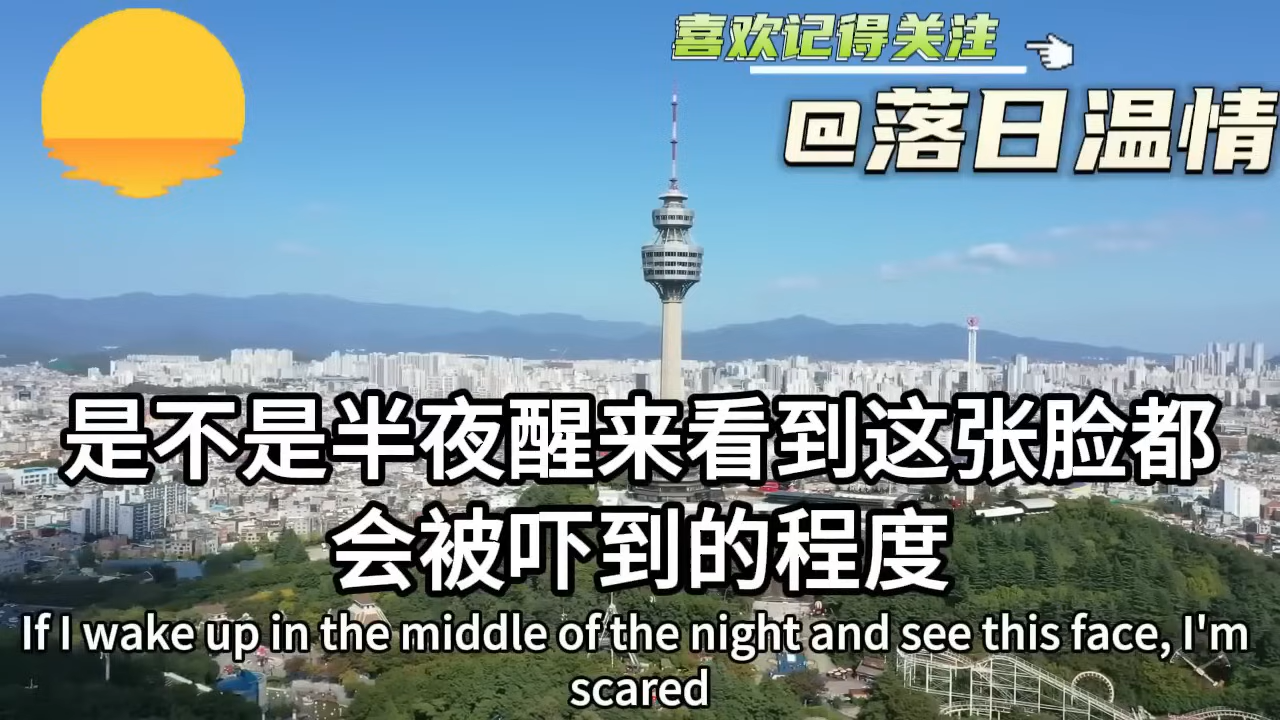 喜欢记得关注
@落日温情
是不是半夜醒来看到这张脸都
会被吓到的程度
If I wake up in the middle of the night and see this face, I'm
scared